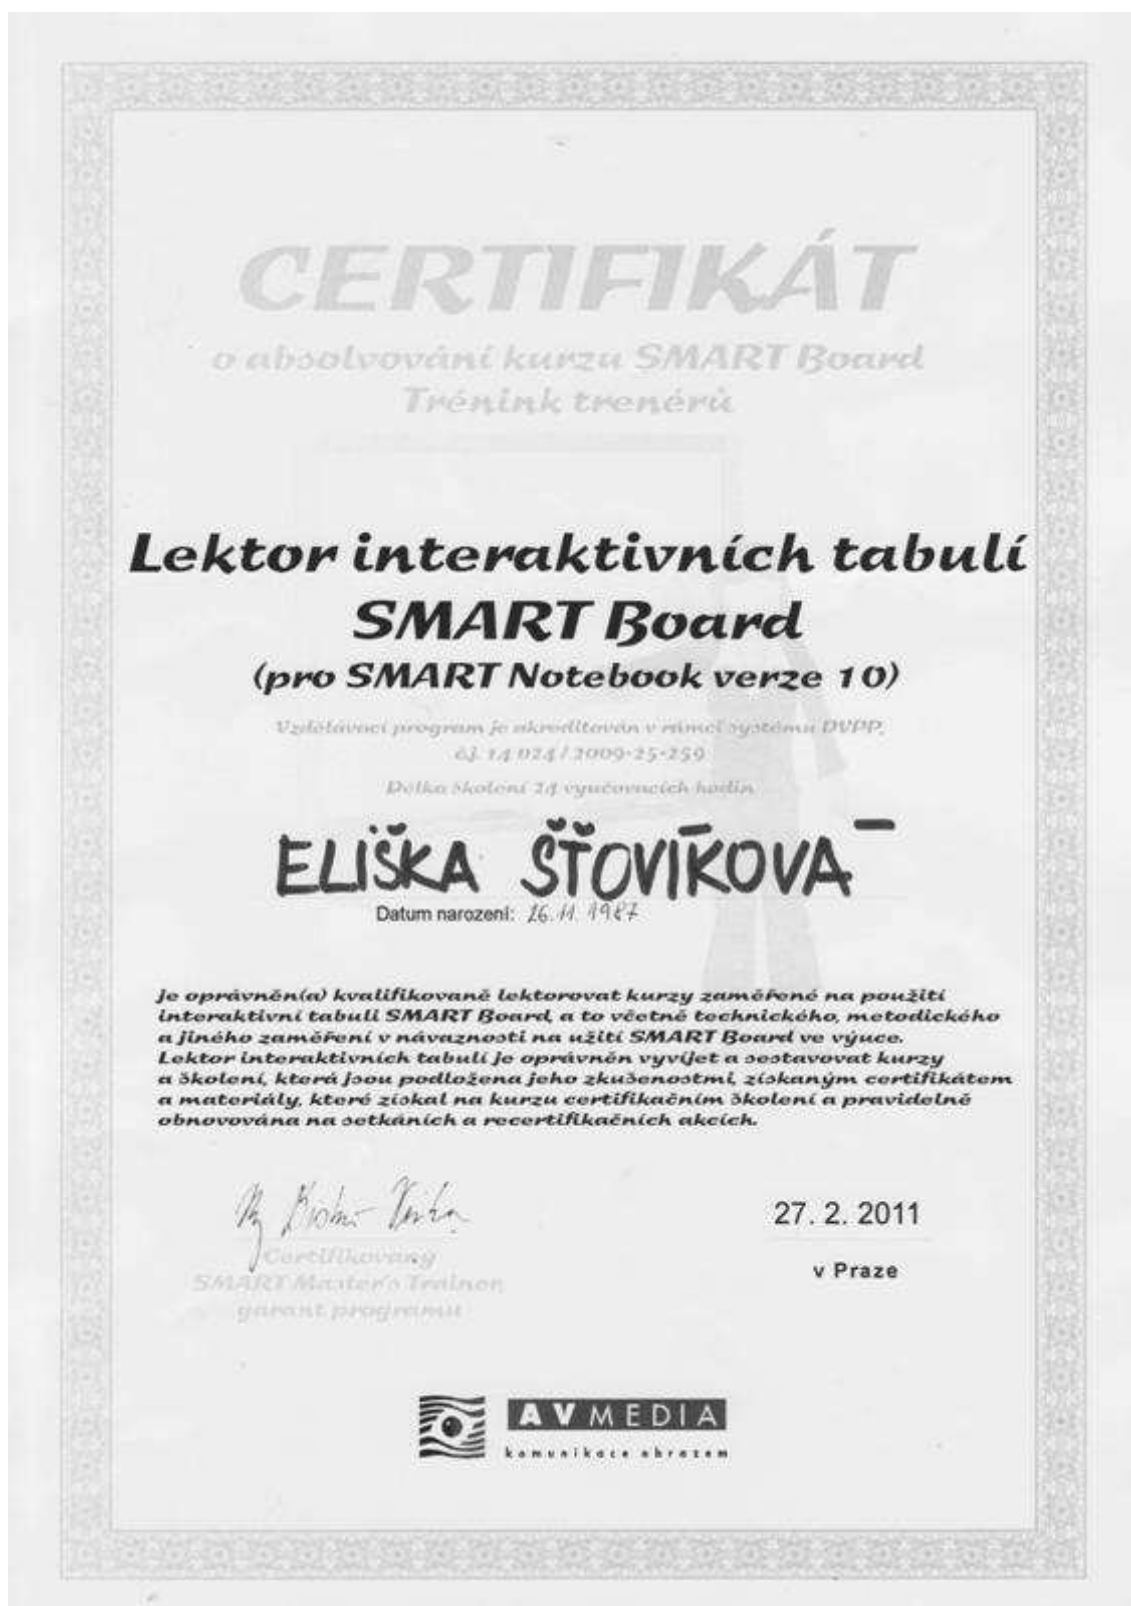 CERTIFIKÁT
o absolvování kurzu SMART Board
Trénink trenérů
Lektor interaktivních tabulí
SMART Board
(pro SMART Notebook verze 10)
Vzdělávací program je akreditován v rámci systému DVPP,
čj. 14 024 / 2009-25-259
Délka školení 24 vyučovacích hodin
ELIŠKA ŠŤOVÍKOVÁ
Datum narození: 26.11. 1987
je oprávněn(a) kvalifikovaně lektorovat kurzy zaměřené na použití
interaktivní tabulí SMART Board, a to včetně technického, metodického
a jiného zaměření v návaznosti na užití SMART Board ve výuce.
Lektor interaktivních tabulí je oprávněn vyvíjet a sestavovat kurzy
a školení, která jsou podložena jeho zkušenostmi, získaným certifikátem
a materiály, které získal na kurzu certifikačním školení a pravidelně
obnovována na setkáních a recertifikačních akcích.
27. 2. 2011
Certifikovaný
SMART Master's Trainer,
garant programu
v Praze
AVMEDIA
komunikace obrazem